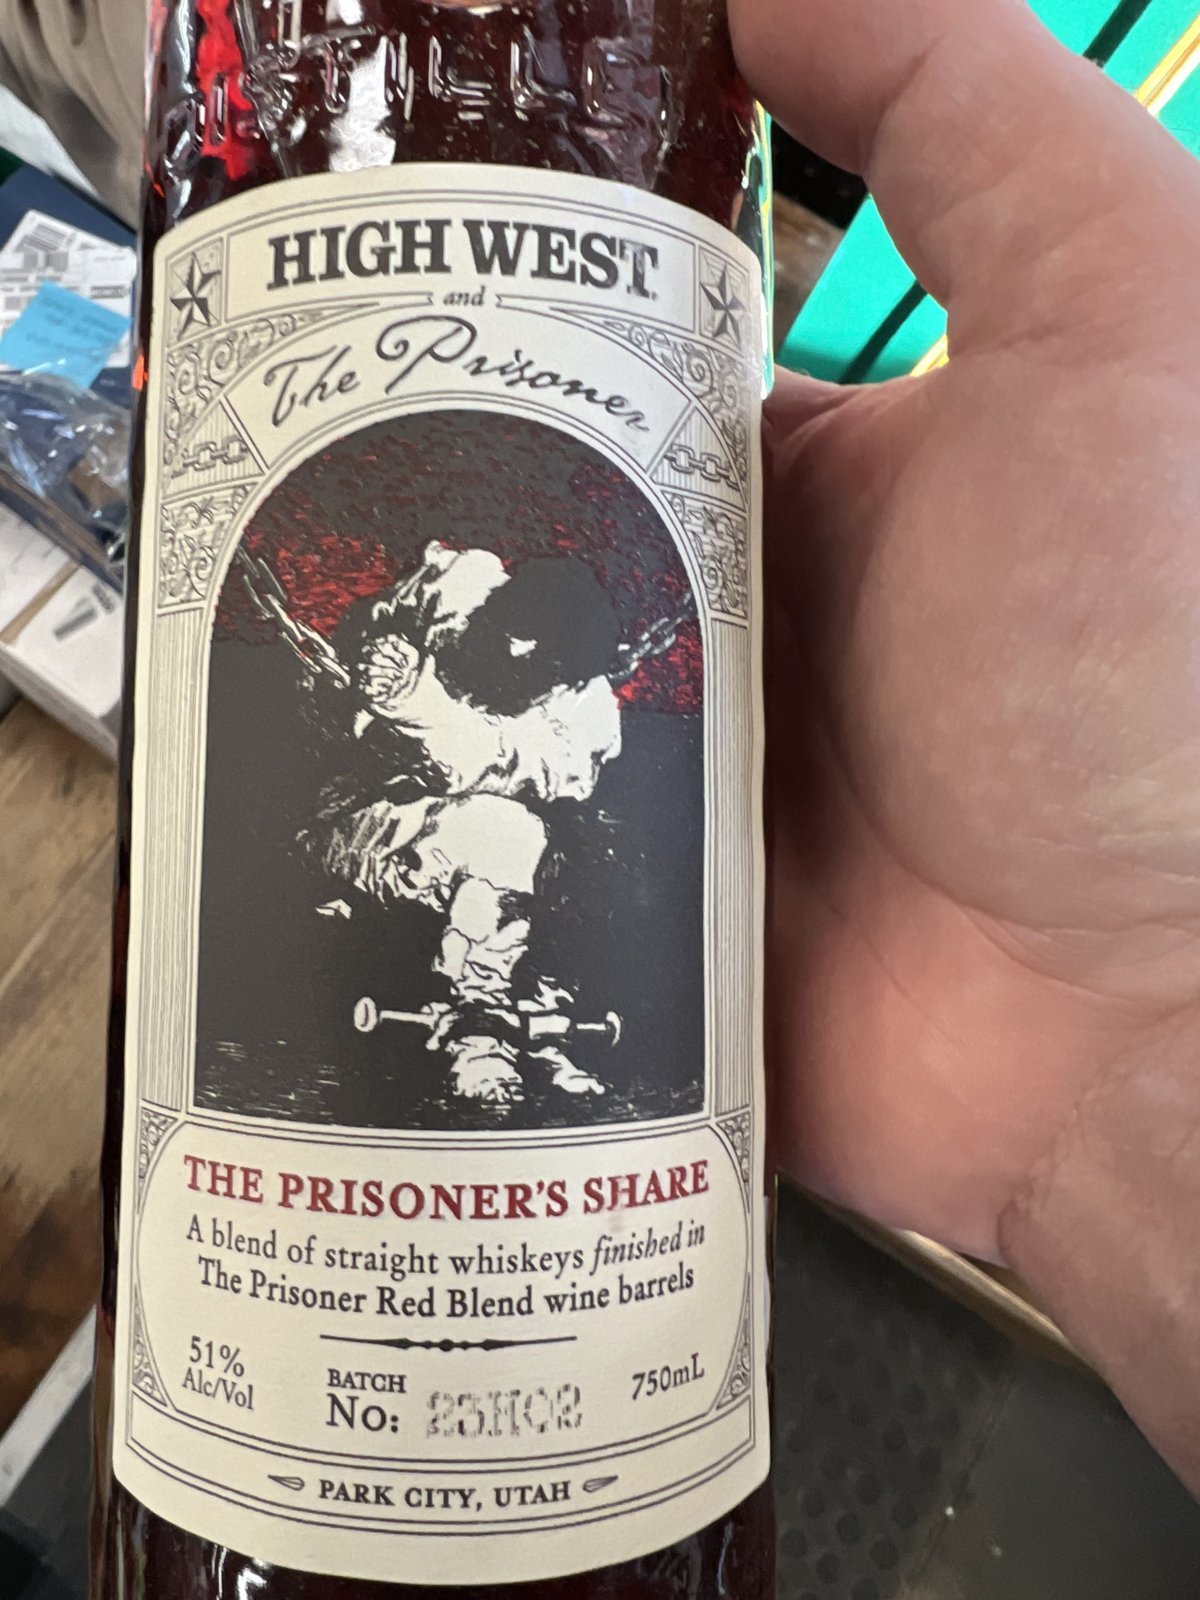 DISTILLE
HIGH WEST
and
The Prisoner
THE PRISONER'S SHARE
A blend of straight whiskeys finished in
The Prisoner Red Blend wine barrels
51%
Alc/Vol
BATCH
No:
750mL
PARK CITY, UTAH